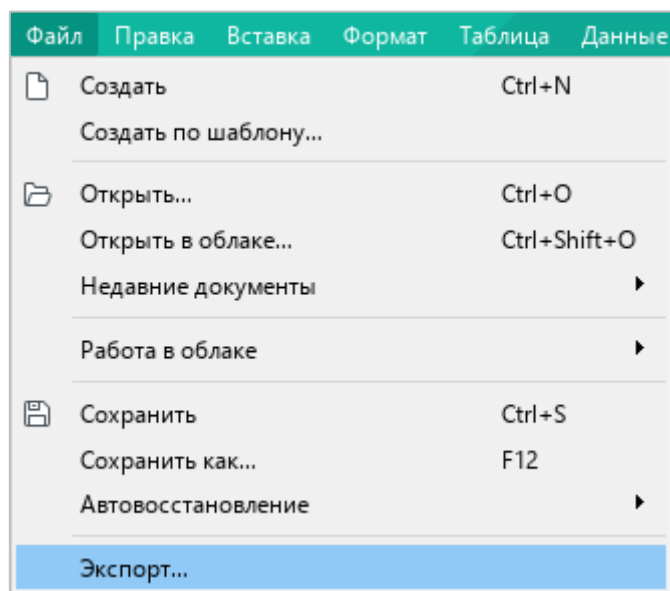 Файл Правка Вставка Формат Таблица Данные
Создать Ctrl+N
Создать по шаблону...
Открыть... Ctrl+O
Открыть в облаке... Ctrl+Shift+O
Недавние документы
Работа в облаке
Сохранить Ctrl+S
Сохранить как... F12
Автовосстановление
Экспорт...